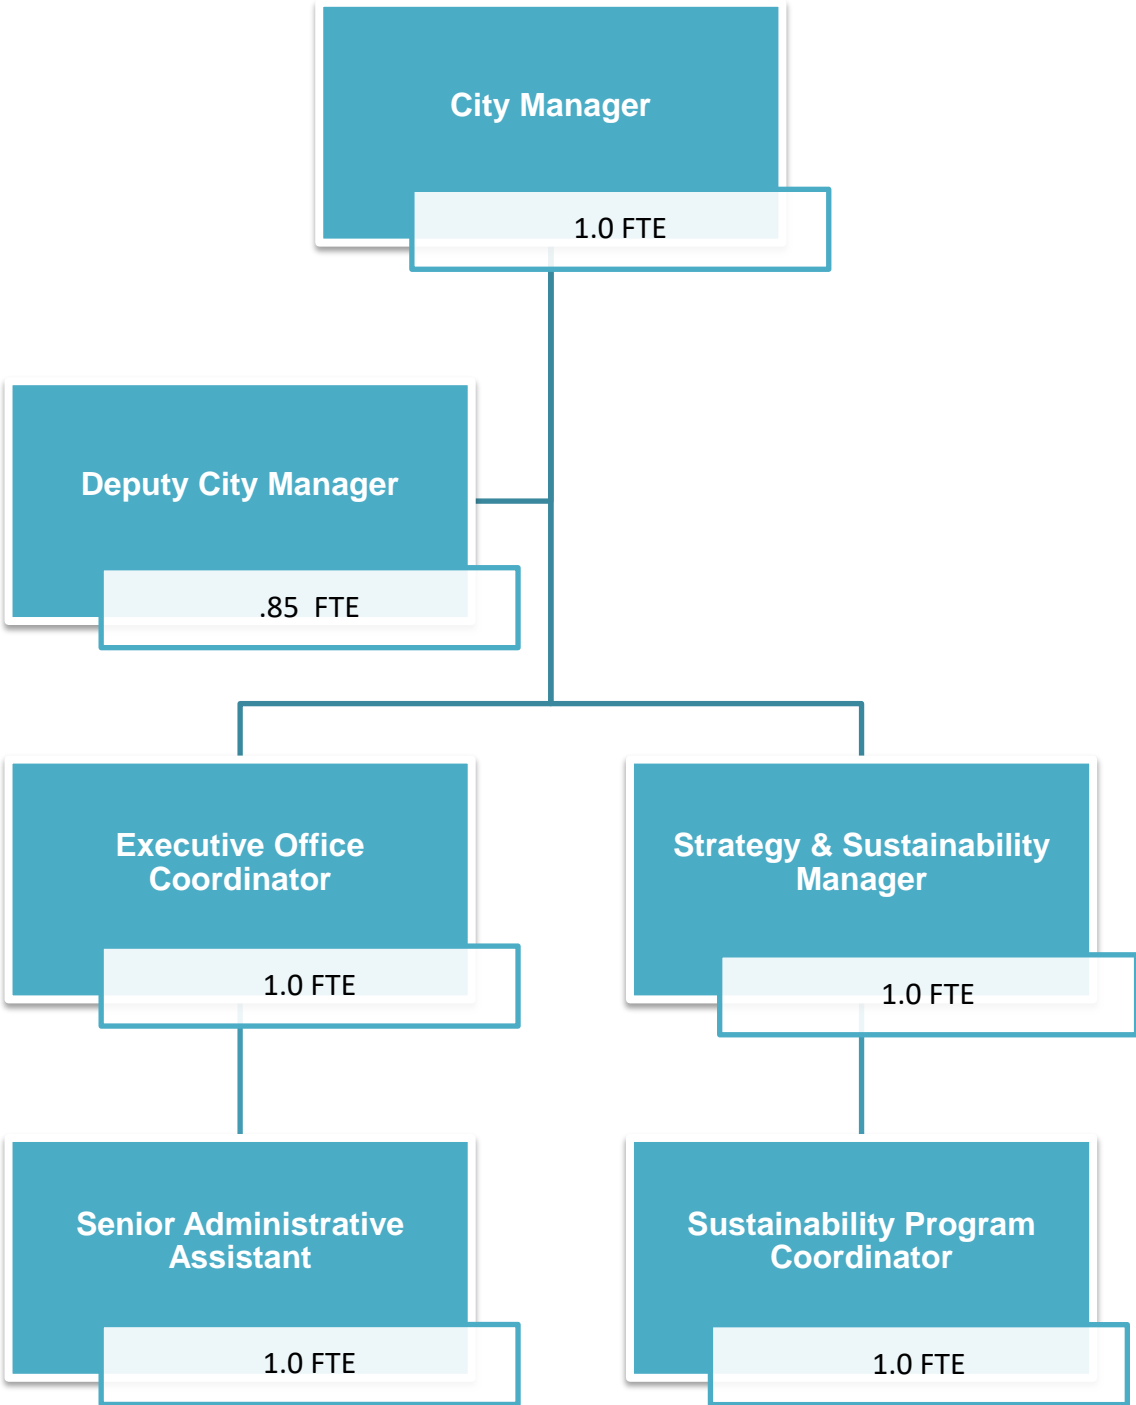 City Manager
1.0 FTE
Deputy City Manager
.85  FTE
Executive Office
Coordinator
1.0 FTE
Strategy & Sustainability
Manager
1.0 FTE
Senior Administrative
Assistant
1.0 FTE
Sustainability Program
Coordinator
1.0 FTE